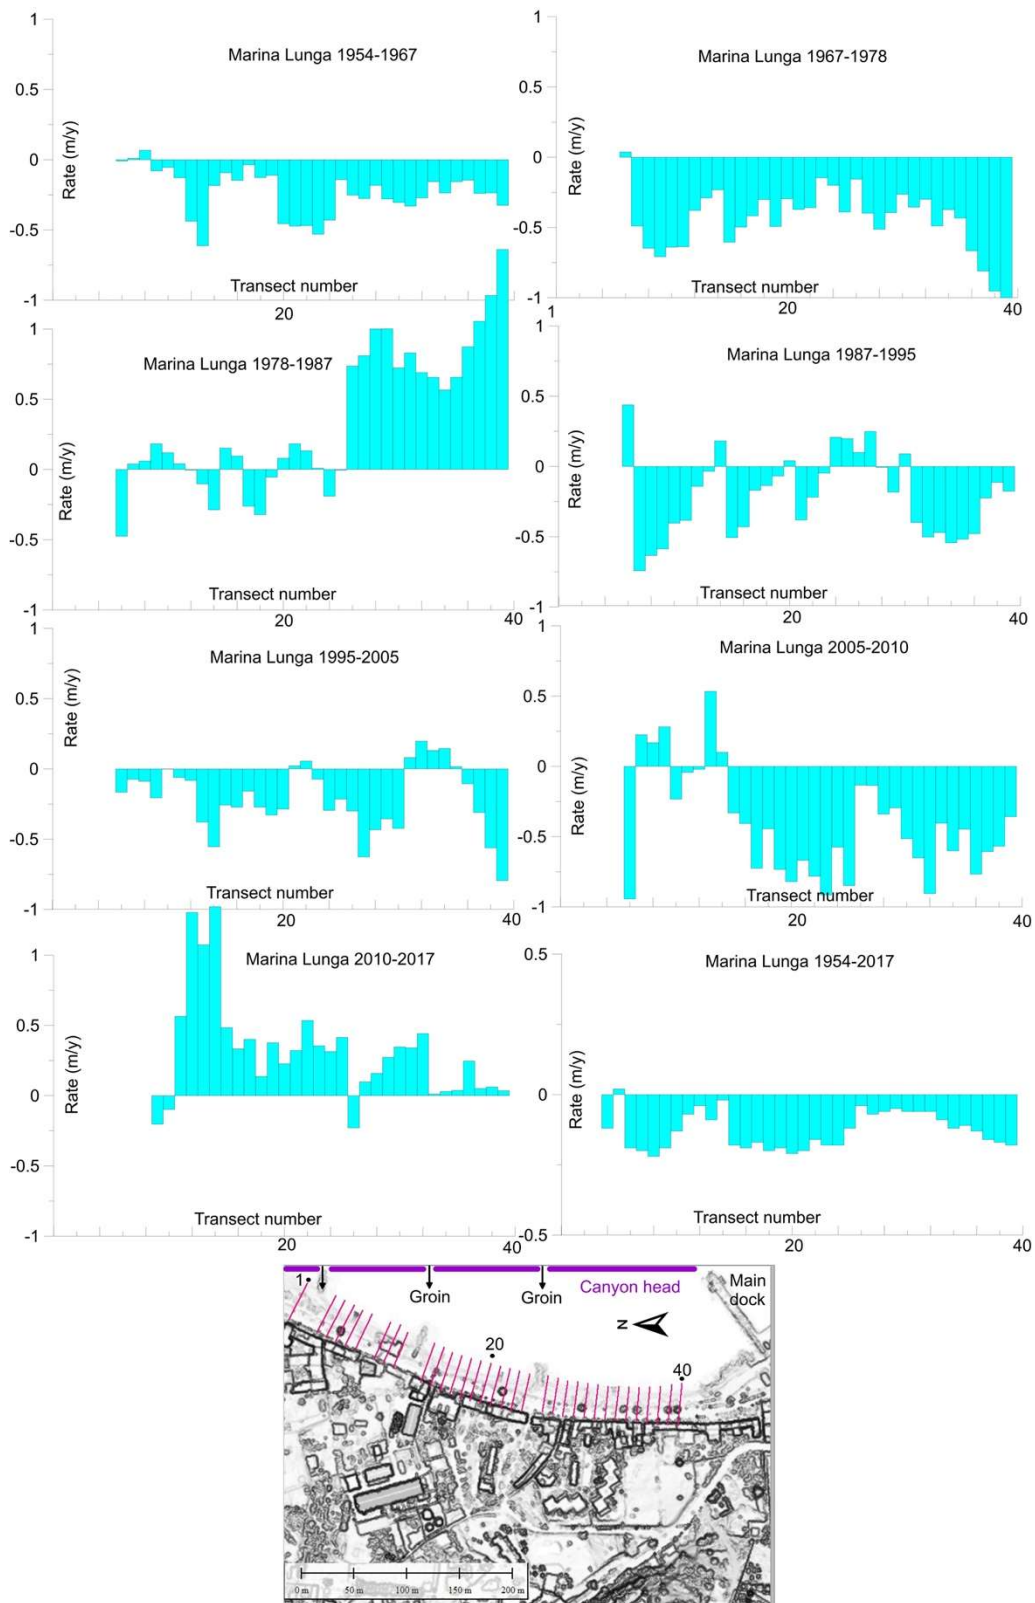 1
Marina Lunga 1954-1967
0.5
Rate (m/y)
0
-0.5
Transect number
-1
20
1
Marina Lunga 1967-1978
0.5
Rate (m/y)
0
-0.5
Transect number
-1
20
40
1
Marina Lunga 1978-1987
0.5
Rate (m/y)
0
-0.5
Transect number
-1
20
40
1
Marina Lunga 1987-1995
0.5
Rate (m/y)
0
-0.5
Transect number
-1
20
40
1
Marina Lunga 1995-2005
0.5
Rate (m/y)
0
-0.5
Transect number
-1
20
40
1
Marina Lunga 2005-2010
0.5
Rate (m/y)
0
-0.5
Transect number
-1
20
40
1
Marina Lunga 2010-2017
0.5
Rate (m/y)
0
-0.5
Transect number
-1
20
40
0.5
Marina Lunga 1954-2017
Rate (m/y)
0
Transect number
-0.5
20
40
1
Groin
Groin
Canyon head
Main
dock
N
20
40
0 m 50 m 100 m 150 m 200 m